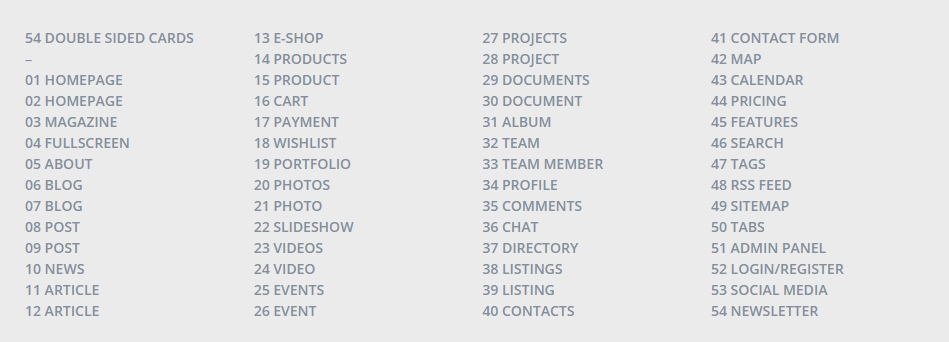 54 DOUBLE SIDED CARDS
–
01 HOMEPAGE
02 HOMEPAGE
03 MAGAZINE
04 FULLSCREEN
05 ABOUT
06 BLOG
07 BLOG
08 POST
09 POST
10 NEWS
11 ARTICLE
12 ARTICLE
13 E-SHOP
14 PRODUCTS
15 PRODUCT
16 CART
17 PAYMENT
18 WISHLIST
19 PORTFOLIO
20 PHOTOS
21 PHOTO
22 SLIDESHOW
23 VIDEOS
24 VIDEO
25 EVENTS
26 EVENT
27 PROJECTS
28 PROJECT
29 DOCUMENTS
30 DOCUMENT
31 ALBUM
32 TEAM
33 TEAM MEMBER
34 PROFILE
35 COMMENTS
36 CHAT
37 DIRECTORY
38 LISTINGS
39 LISTING
40 CONTACTS
41 CONTACT FORM
42 MAP
43 CALENDAR
44 PRICING
45 FEATURES
46 SEARCH
47 TAGS
48 RSS FEED
49 SITEMAP
50 TABS
51 ADMIN PANEL
52 LOGIN/REGISTER
53 SOCIAL MEDIA
54 NEWSLETTER